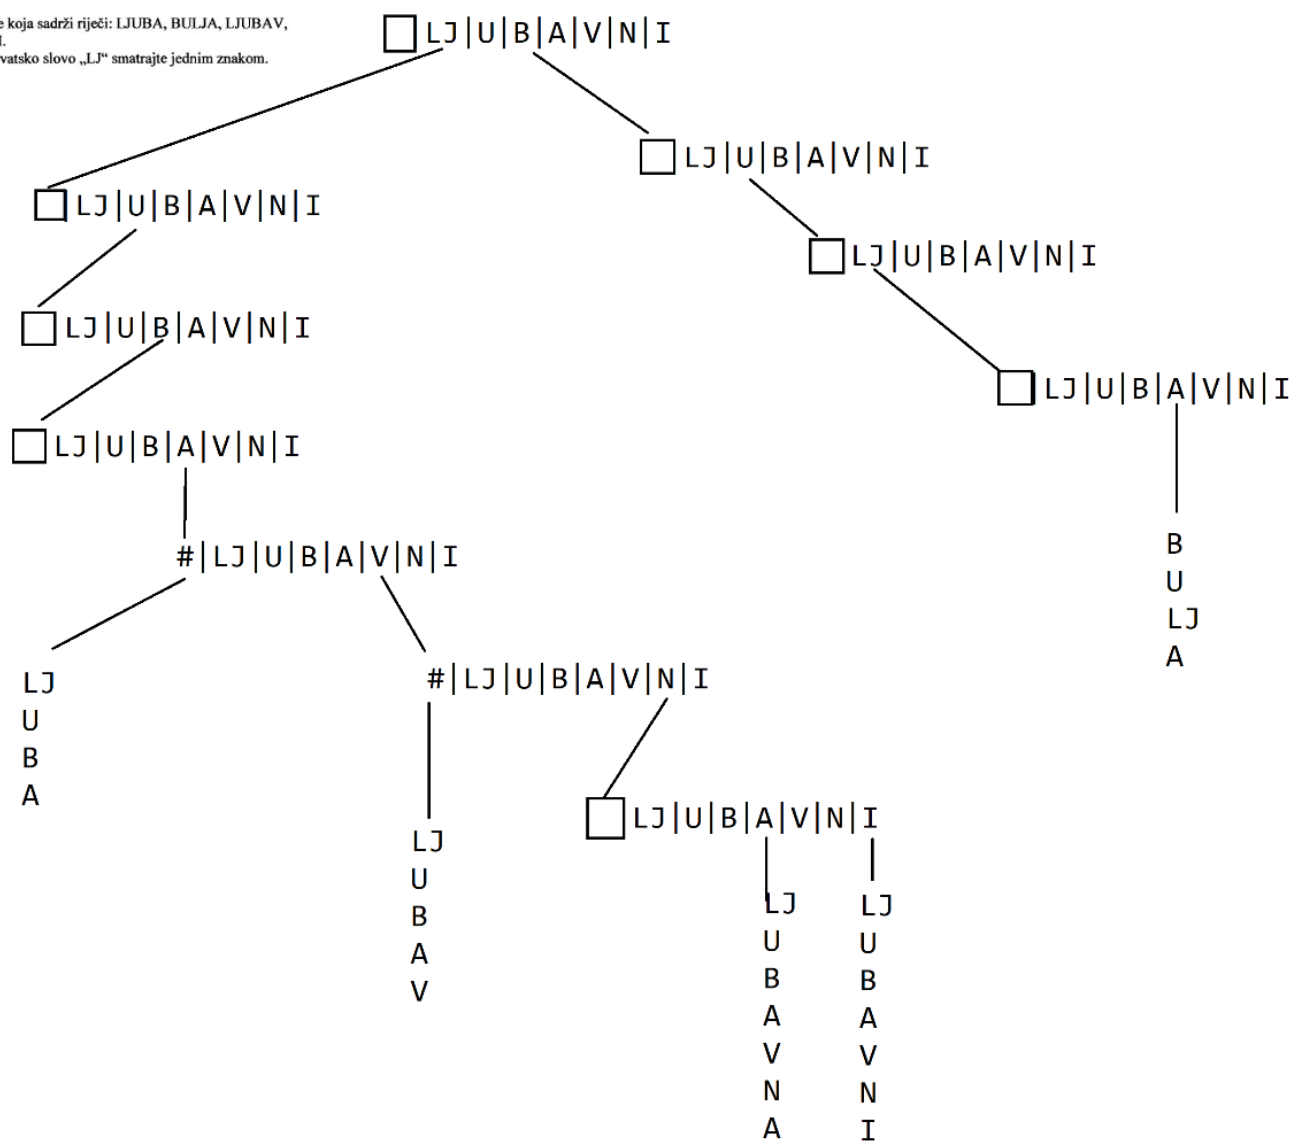 e koja sadrži riječi: LJUBA, BULJA, LJUBAV,
I.
vatsko slovo „LJ“ smatrajte jednim znakom.
LJ|U|B|A|V|N|I
LJ|U|B|A|V|N|I
LJ|U|B|A|V|N|I
LJ|U|B|A|V|N|I
LJ|U|B|A|V|N|I
LJ|U|B|A|V|N|I
LJ|U|B|A|V|N|I
#|LJ|U|B|A|V|N|I
B
U
LJ
A
LJ
U
B
A
#|LJ|U|B|A|V|N|I
LJ|U|B|A|V|N|I
LJ
U
B
A
V
LJ
U
B
A
V
N
A
LJ
U
B
A
V
N
I